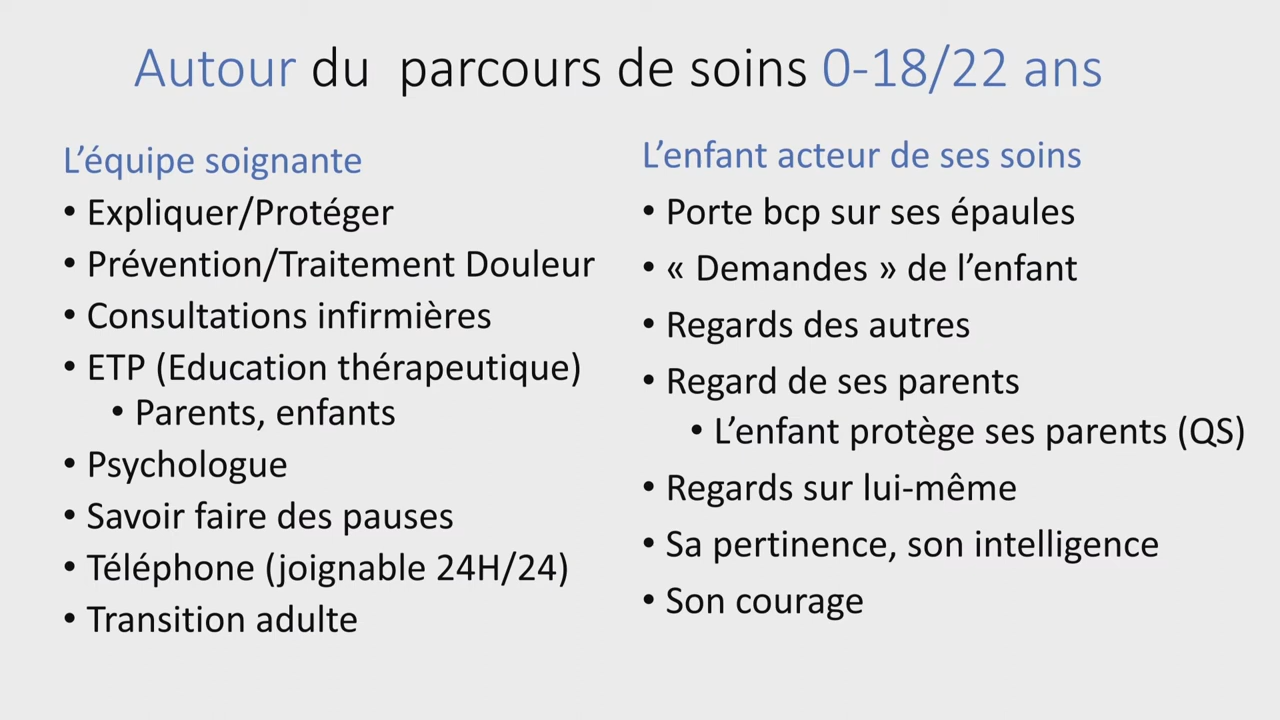 Autour du parcours de soins 0-18/22 ans
L'équipe soignante
• Expliquer/Protéger
• Prévention/Traitement Douleur
• Consultations infirmières
• ETP (Education thérapeutique)
• Parents, enfants
• Psychologue
• Savoir faire des pauses
• Téléphone (joignable 24H/24)
• Transition adulte
L'enfant acteur de ses soins
• Porte bcp sur ses épaules
• « Demandes » de l'enfant
• Regards des autres
• Regard de ses parents
• L'enfant protège ses parents (QS)
• Regards sur lui-même
• Sa pertinence, son intelligence
• Son courage